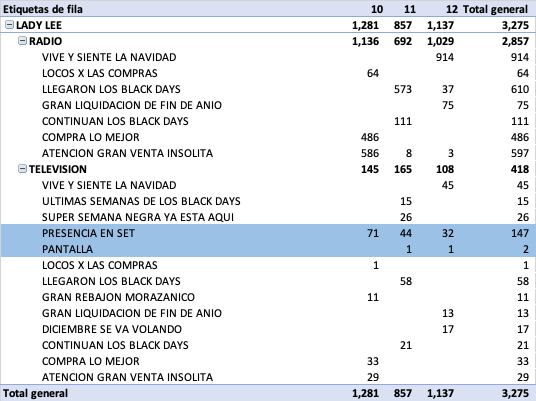 Etiquetas de fila 10 11 12 Total general
LADY LEE 1,281 857 1,137 3,275
RADIO 1,136 692 1,029 2,857
VIVE Y SIENTE LA NAVIDAD 914 914
LOCOS X LAS COMPRAS 64 64
LLEGARON LOS BLACK DAYS 573 37 610
GRAN LIQUIDACION DE FIN DE ANIO 75 75
CONTINUAN LOS BLACK DAYS 111 111
COMPRA LO MEJOR 486 486
ATENCION GRAN VENTA INSOLITA 586 8 3 597
TELEVISION 145 165 108 418
VIVE Y SIENTE LA NAVIDAD 45 45
ULTIMAS SEMANAS DE LOS BLACK DAYS 15 15
SUPER SEMANA NEGRA YA ESTA AQUI 26 26
PRESENCIA EN SET 71 44 32 147
PANTALLA 1 1 2
LOCOS X LAS COMPRAS 1 1
LLEGARON LOS BLACK DAYS 58 58
GRAN REBAJON MORAZANICO 11 11
GRAN LIQUIDACION DE FIN DE ANIO 13 13
DICIEMBRE SE VA VOLANDO 17 17
CONTINUAN LOS BLACK DAYS 21 21
COMPRA LO MEJOR 33 33
ATENCION GRAN VENTA INSOLITA 29 29
Total general 1,281 857 1,137 3,275